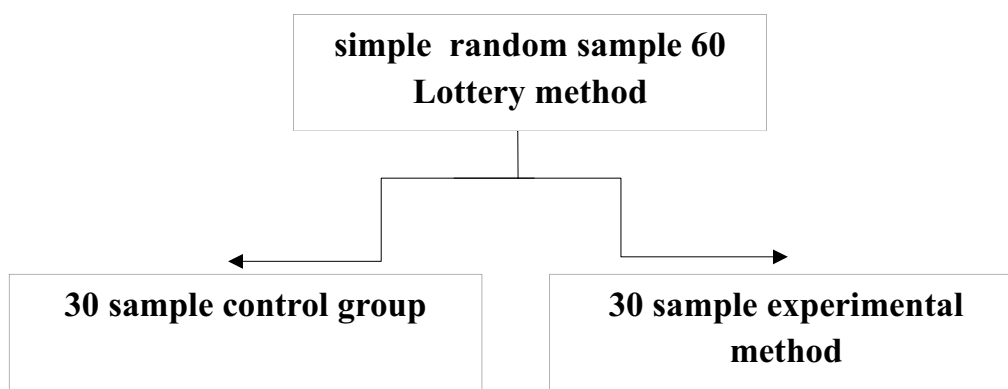 simple random sample 60
Lottery method
30 sample control group
30 sample experimental
method